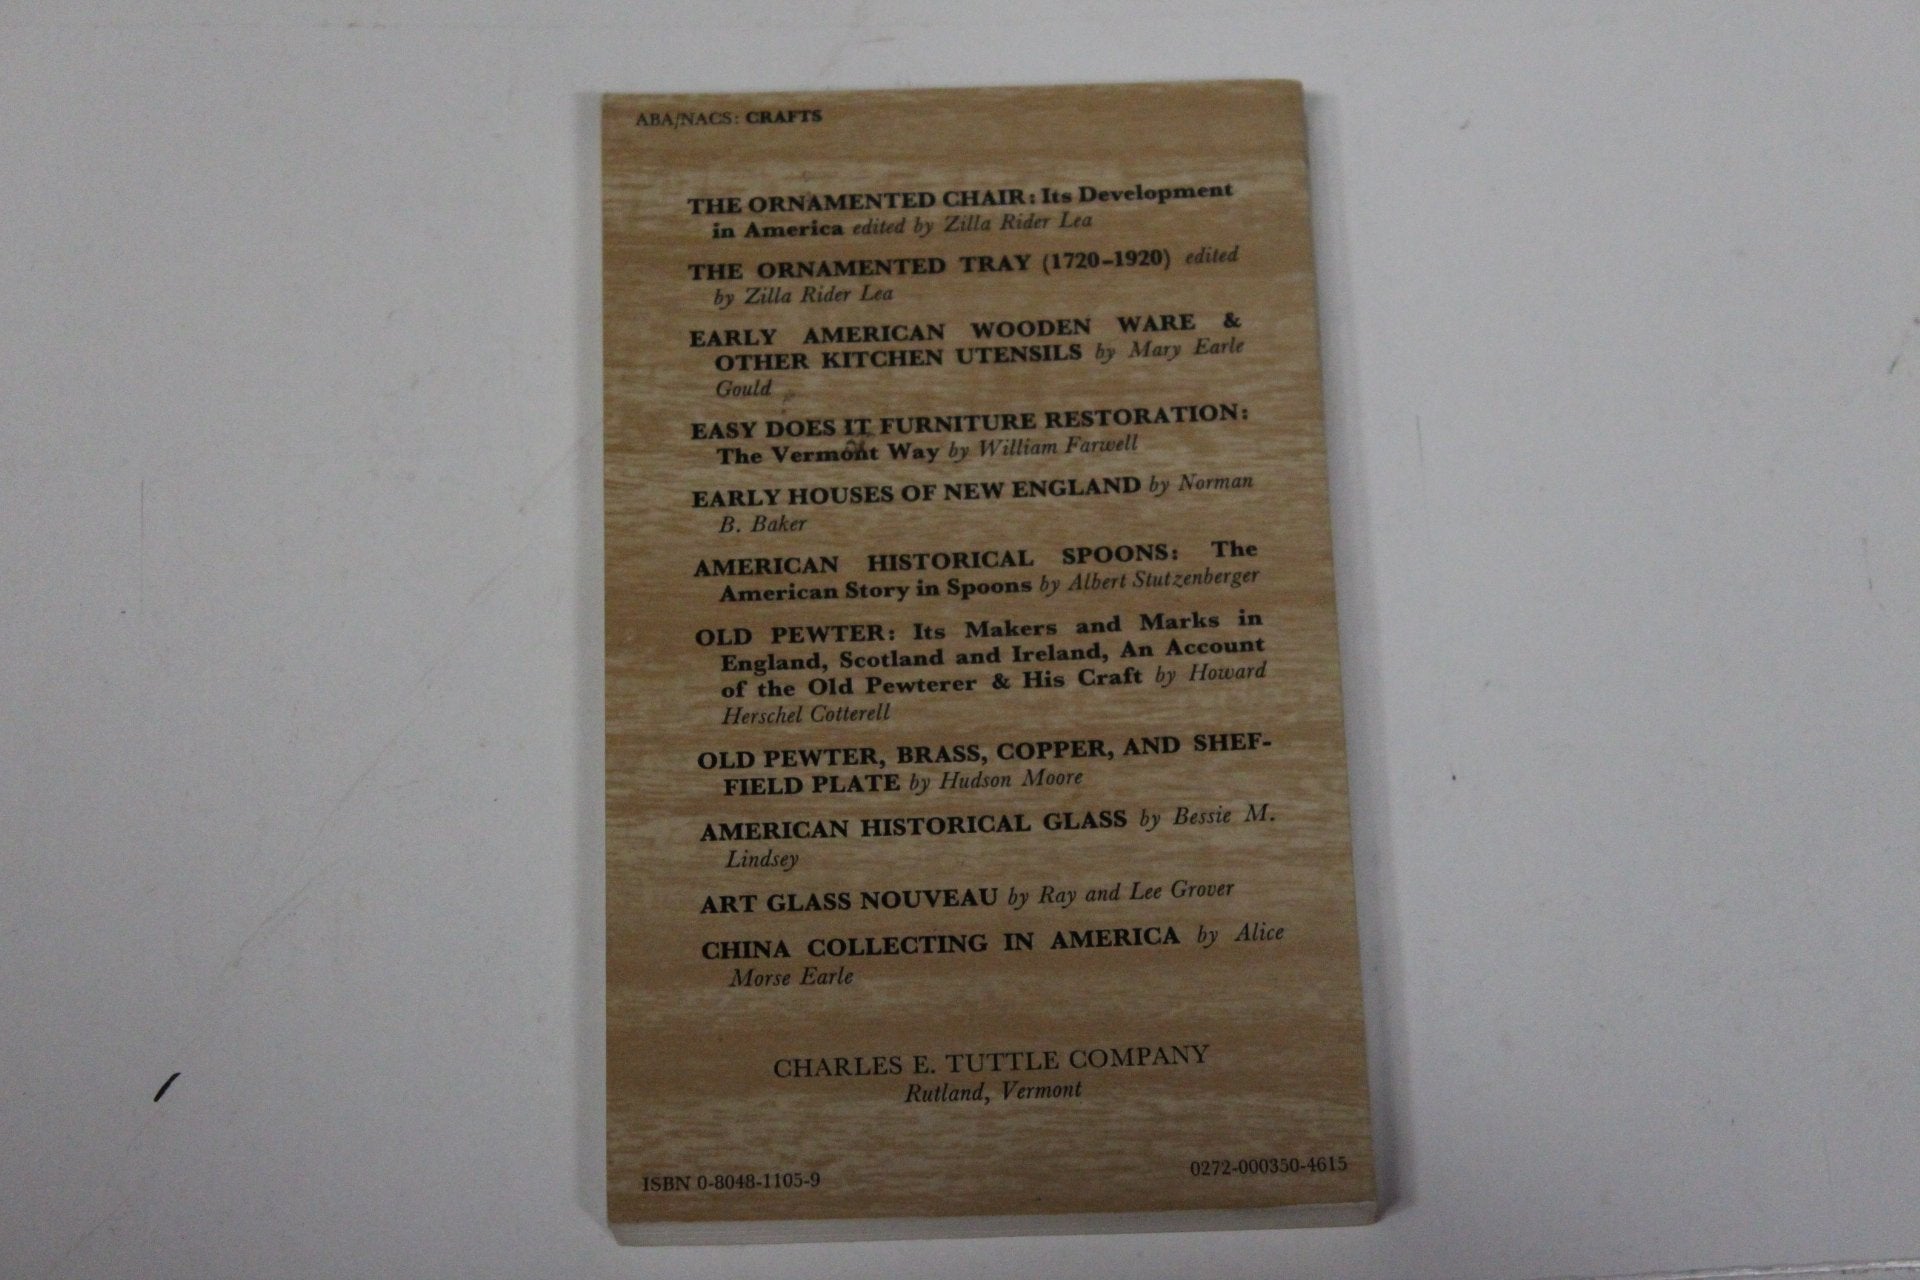 ABA/NACS: CRAFTS
THE ORNAMENTED CHAIR: Its Development
in America edited by Zilla Rider Lea
THE ORNAMENTED TRAY (1720-1920) edited
by Zilla Rider Lea
EARLY AMERICAN WOODEN WARE &
OTHER KITCHEN UTENSILS by Mary Earle
Gould
EASY DOES IT FURNITURE RESTORATION:
The Vermont Way by William Farwell
EARLY HOUSES OF NEW ENGLAND by Norman
B. Baker
AMERICAN HISTORICAL SPOONS: The
American Story in Spoons by Albert Stutzenberger
OLD PEWTER: Its Makers and Marks in
England, Scotland and Ireland, An Account
of the Old Pewterer & His Craft by Howard
Herschel Cotterell
OLD PEWTER, BRASS, COPPER, AND SHEF-
FIELD PLATE by Hudson Moore
AMERICAN HISTORICAL GLASS by Bessie M.
Lindsey
ART GLASS NOUVEAU by Ray and Lee Grover
CHINA COLLECTING IN AMERICA by Alice
Morse Earle
CHARLES E. TUTTLE COMPANY
Rutland, Vermont
ISBN 0-8048-1105-9
0272-000350-4615